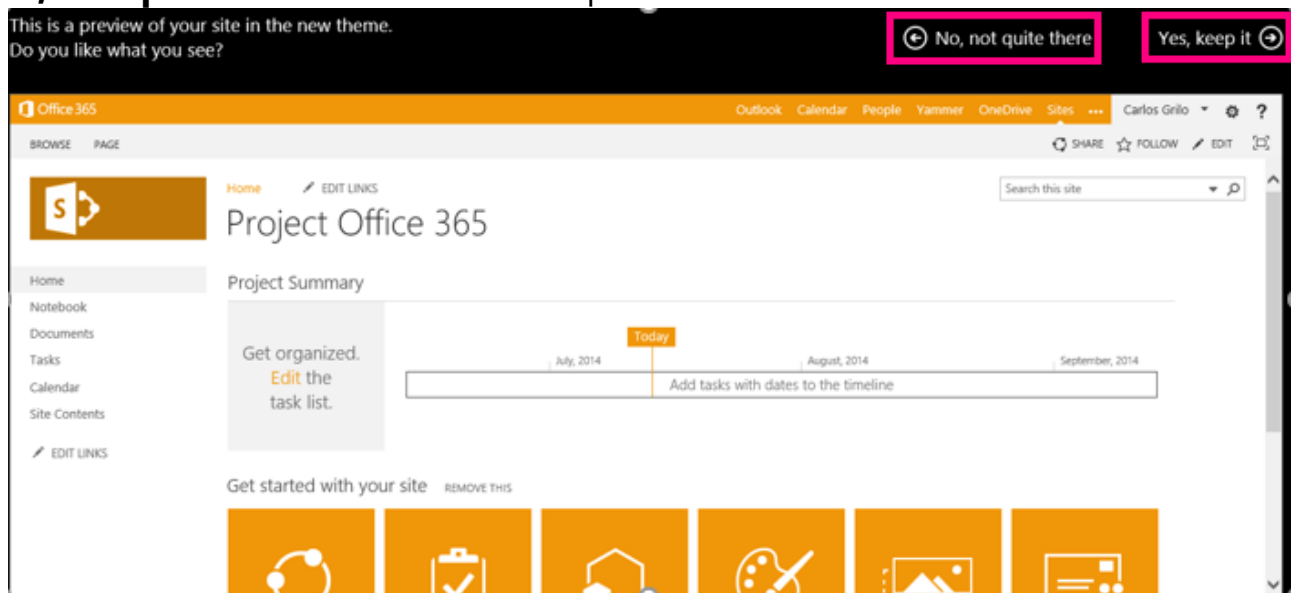 This is a preview of your site in the new theme.
Do you like what you see?
No, not quite there
Yes, keep it
Office 365
Outlook Calendar People Yammer OneDrive Sites ••• Carlos Grilo ?
BROWSE PAGE
SHARE FOLLOW EDIT
S
Home EDIT LINKS
Search this site
Project Office 365
Home
Notebook
Documents
Tasks
Calendar
Site Contents
EDIT LINKS
Project Summary
Get organized.
Edit the
task list.
Today
July, 2014 August, 2014 September, 2014
Add tasks with dates to the timeline
Get started with your site REMOVE THIS